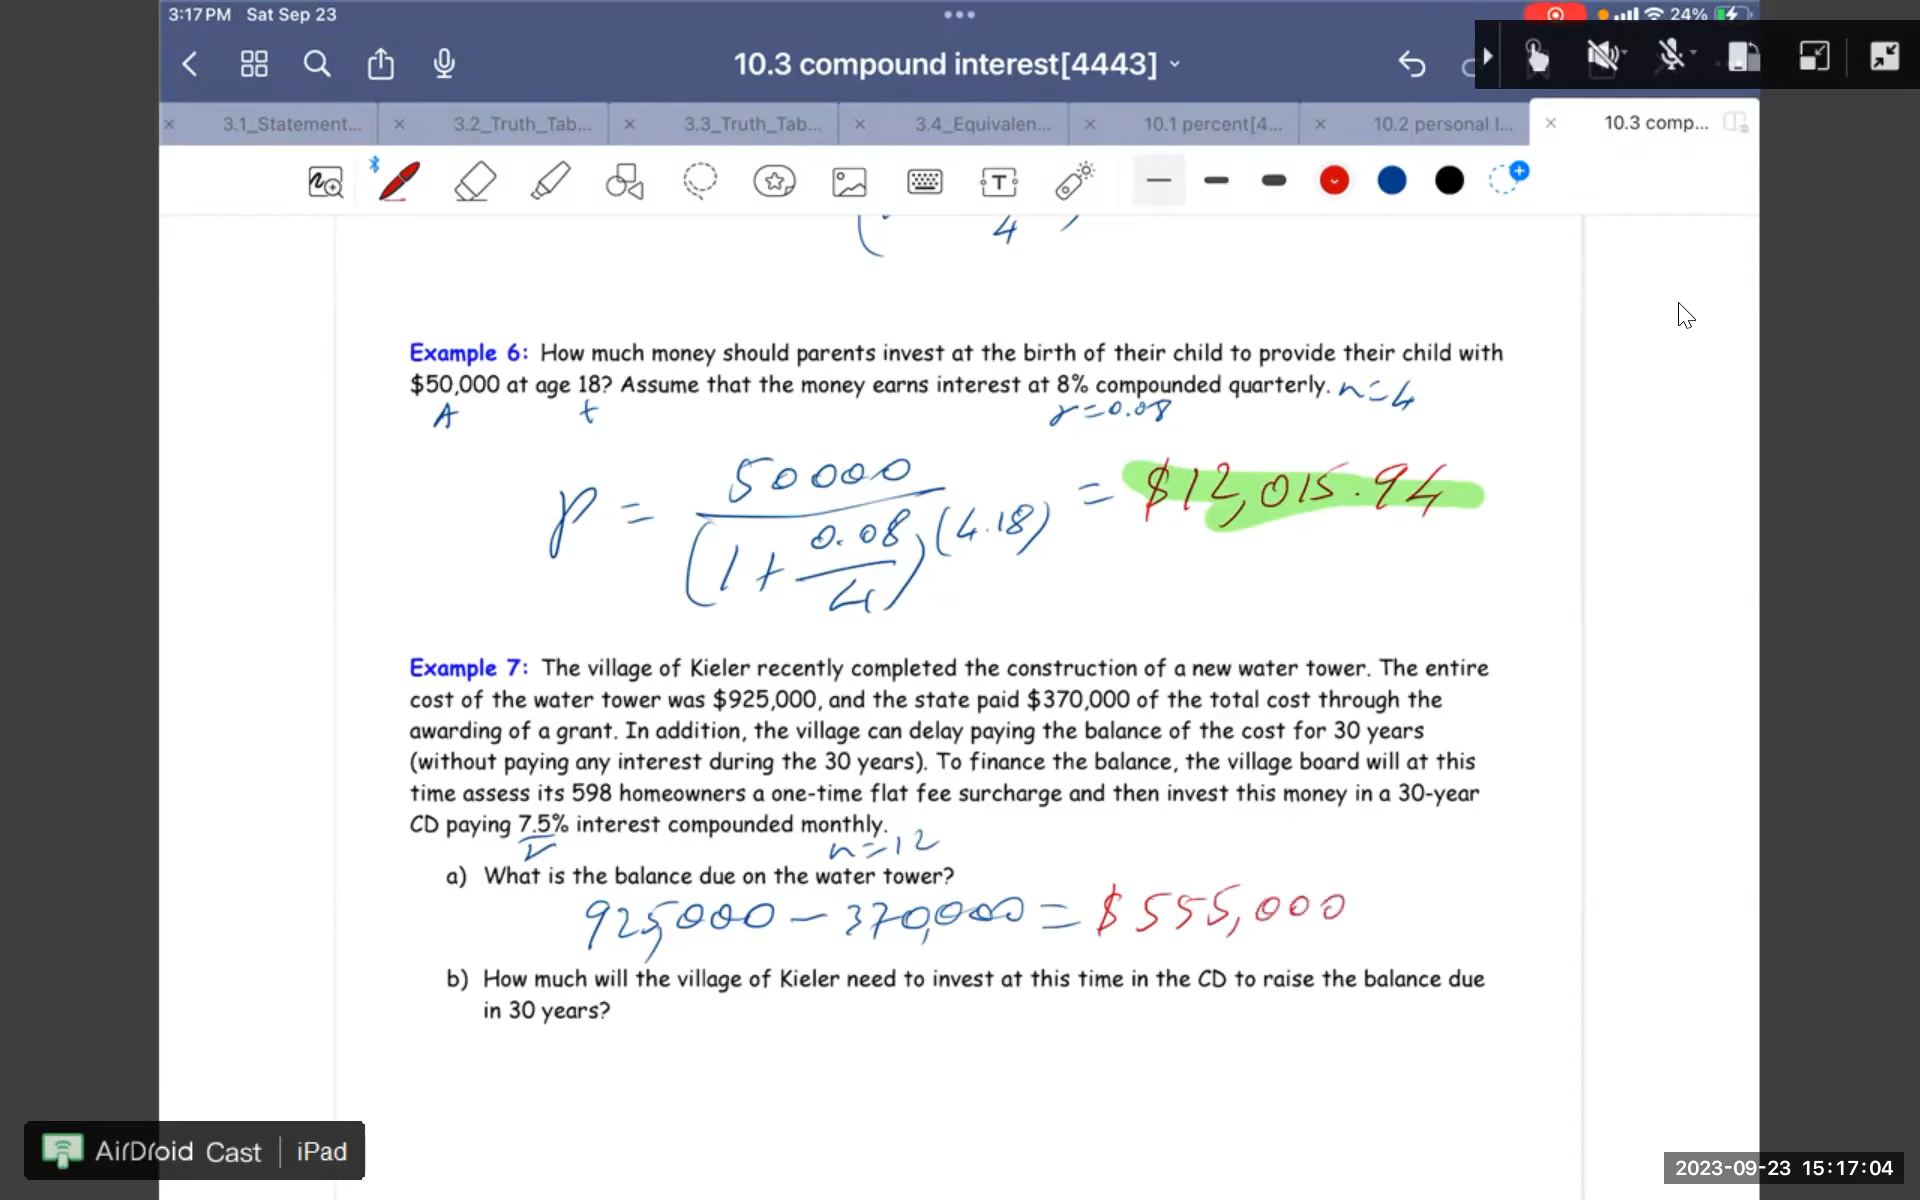 3:17 PM Sat Sep 23
24%
10.3 compound interest[4443]
3.1_Statement...
3.2_Truth_Tab...
3.3_Truth_Tab...
3.4_Equivalen...
10.1 percent[4...
10.2 personal l...
10.3 comp...
4
Example 6: How much money should parents invest at the birth of their child to provide their child with
$50,000 at age 18? Assume that the money earns interest at 8% compounded quarterly. n=4
A t r=0.08
P = 50000 / (1 + 0.08/4)^(4·18) = $12,015.94
Example 7: The village of Kieler recently completed the construction of a new water tower. The entire
cost of the water tower was $925,000, and the state paid $370,000 of the total cost through the
awarding of a grant. In addition, the village can delay paying the balance of the cost for 30 years
(without paying any interest during the 30 years). To finance the balance, the village board will at this
time assess its 598 homeowners a one-time flat fee surcharge and then invest this money in a 30-year
CD paying 7.5% interest compounded monthly.
r n=12
a) What is the balance due on the water tower?
925,000 - 370,000 = $555,000
b) How much will the village of Kieler need to invest at this time in the CD to raise the balance due
in 30 years?
AirDroid Cast | iPad
2023-09-23 15:17:04